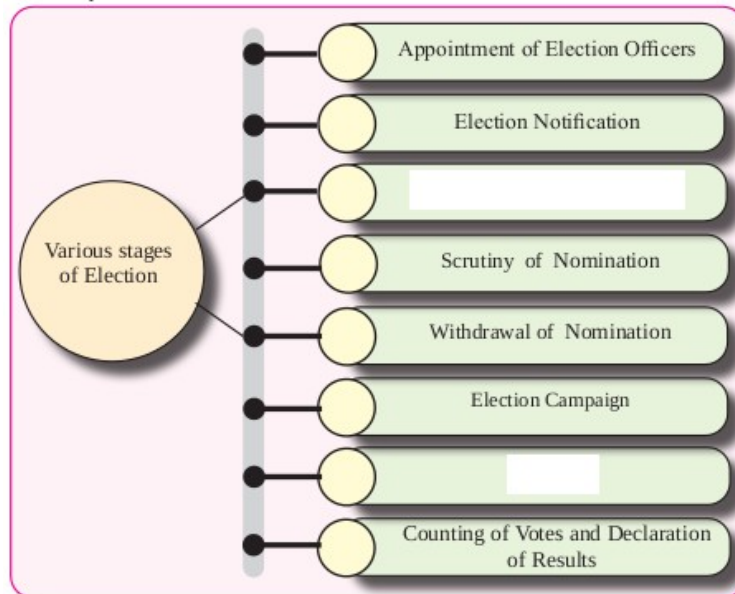 Appointment of Election Officers
Election Notification
Various stages
of Election
Scrutiny of Nomination
Withdrawal of Nomination
Election Campaign
Counting of Votes and Declaration
of Results